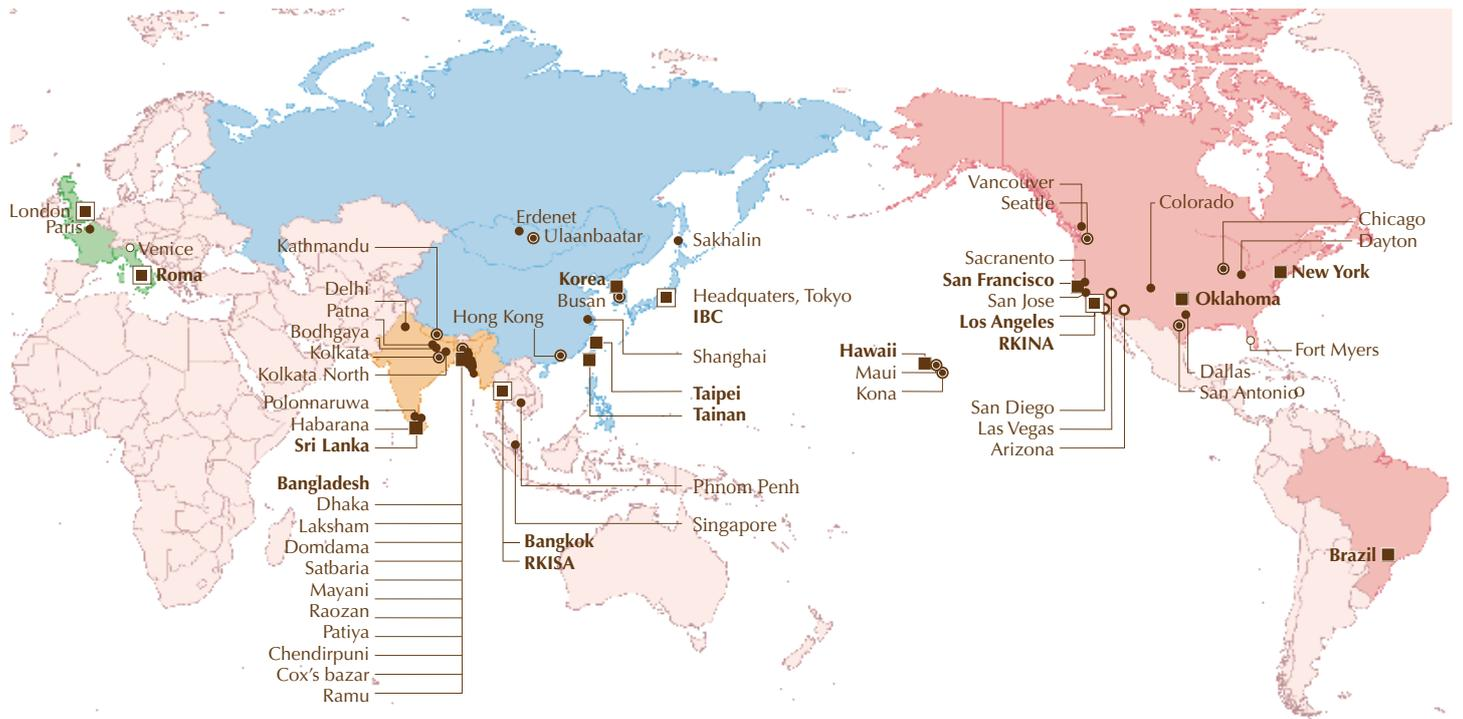 London
Paris
Venice
Roma
Kathmandu
Delhi
Patna
Bodhgaya
Kolkata
Kolkata North
Polonnaruwa
Habarana
Sri Lanka
Bangladesh
Dhaka
Laksham
Domdama
Satbaria
Mayani
Raozan
Patiya
Chendirpuni
Cox's bazar
Ramu
Erdenet
Ulaanbaatar
Sakhalin
Korea
Busan
Headquaters, Tokyo
IBC
Hong Kong
Shanghai
Taipei
Tainan
Phnom Penh
Singapore
Bangkok
RKISA
Hawaii
Maui
Kona
Vancouver
Seattle
Sacranento
San Francisco
San Jose
Los Angeles
RKINA
San Diego
Las Vegas
Arizona
Colorado
Chicago
Dayton
New York
Oklahoma
Fort Myers
Dallas
San Antonio
Brazil